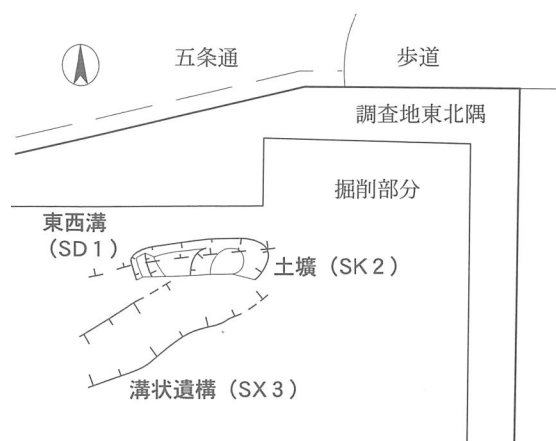 五条通
歩道
調査地東北隅
掘削部分
東西溝
（SD1）
土壙（SK2）
溝状遺構（SX3）